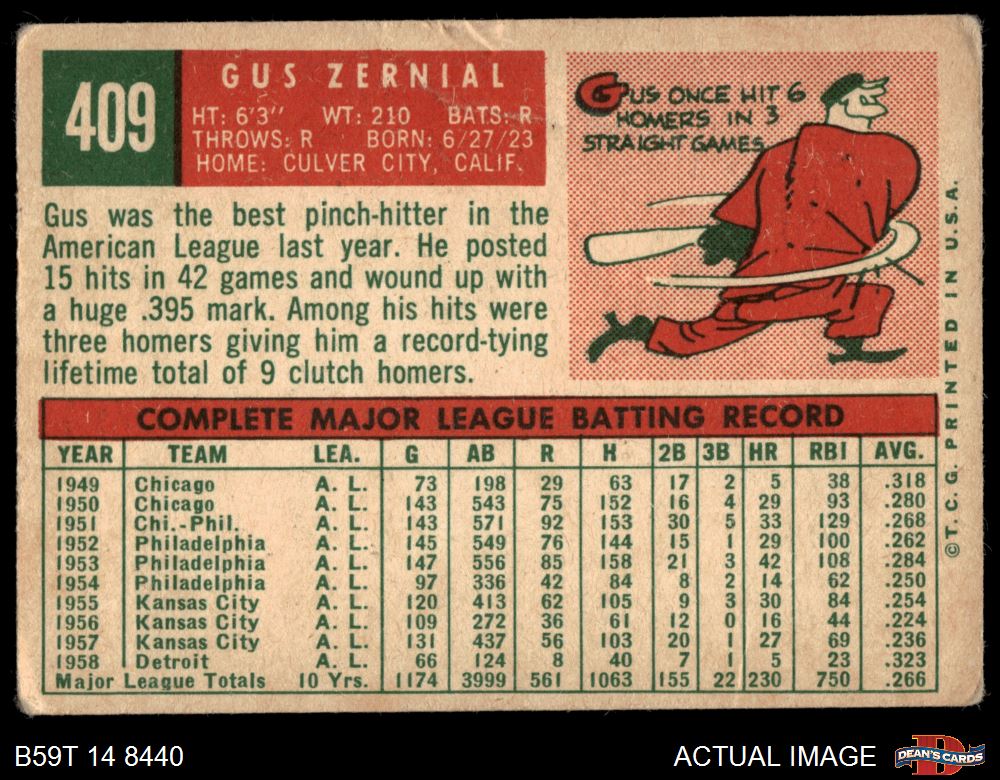 409
GUS ZERNIAL
HT: 6'3" WT: 210 BATS: R
THROWS: R BORN: 6/27/23
HOME: CULVER CITY, CALIF.
GUS ONCE HIT 6
HOMERS IN 3
STRAIGHT GAMES
Gus was the best pinch-hitter in the
American League last year. He posted
15 hits in 42 games and wound up with
a huge .395 mark. Among his hits were
three homers giving him a record-tying
lifetime total of 9 clutch homers.
COMPLETE MAJOR LEAGUE BATTING RECORD
YEAR TEAM LEA. G AB R H 2B 3B HR RBI AVG.
1949 Chicago A. L. 73 198 29 63 17 2 5 38 .318
1950 Chicago A. L. 143 543 75 152 16 4 29 93 .280
1951 Chi.-Phil. A. L. 143 571 92 153 30 5 33 129 .268
1952 Philadelphia A. L. 145 549 76 144 15 1 29 100 .262
1953 Philadelphia A. L. 147 556 85 158 21 3 42 108 .284
1954 Philadelphia A. L. 97 336 42 84 8 2 14 62 .250
1955 Kansas City A. L. 120 413 62 105 9 3 30 84 .254
1956 Kansas City A. L. 109 272 36 61 12 0 16 44 .224
1957 Kansas City A. L. 131 437 56 103 20 1 27 69 .236
1958 Detroit A. L. 66 124 8 40 7 1 5 23 .323
Major League Totals 10 Yrs. 1174 3999 561 1063 155 22 230 750 .266
© T. C. G. PRINTED IN U.S.A.
B59T 14 8440
ACTUAL IMAGE
D
DEAN'S CARDS